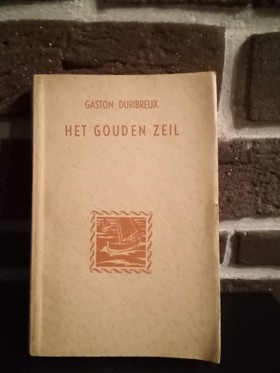 GASTON DURIBREUX
HET GOUDEN ZEIL